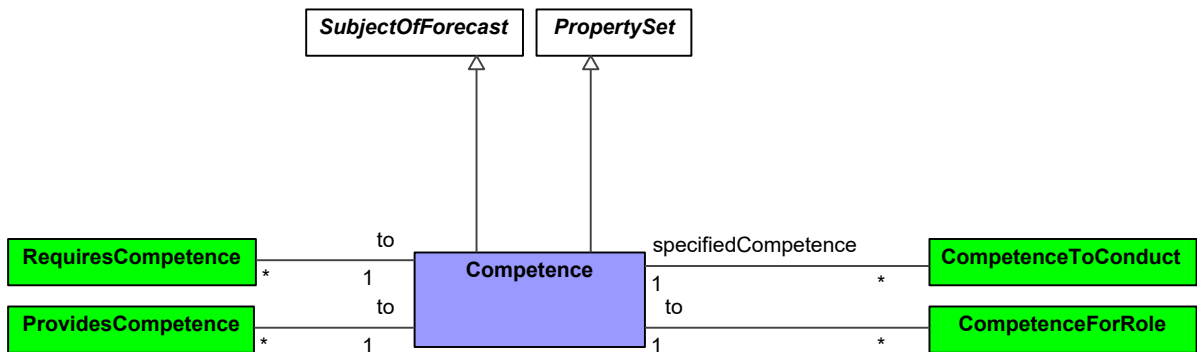 SubjectOfForecast
PropertySet
RequiresCompetence
to
*
1
ProvidesCompetence
to
*
1
Competence
specifiedCompetence
1
*
CompetenceToConduct
to
1
*
CompetenceForRole